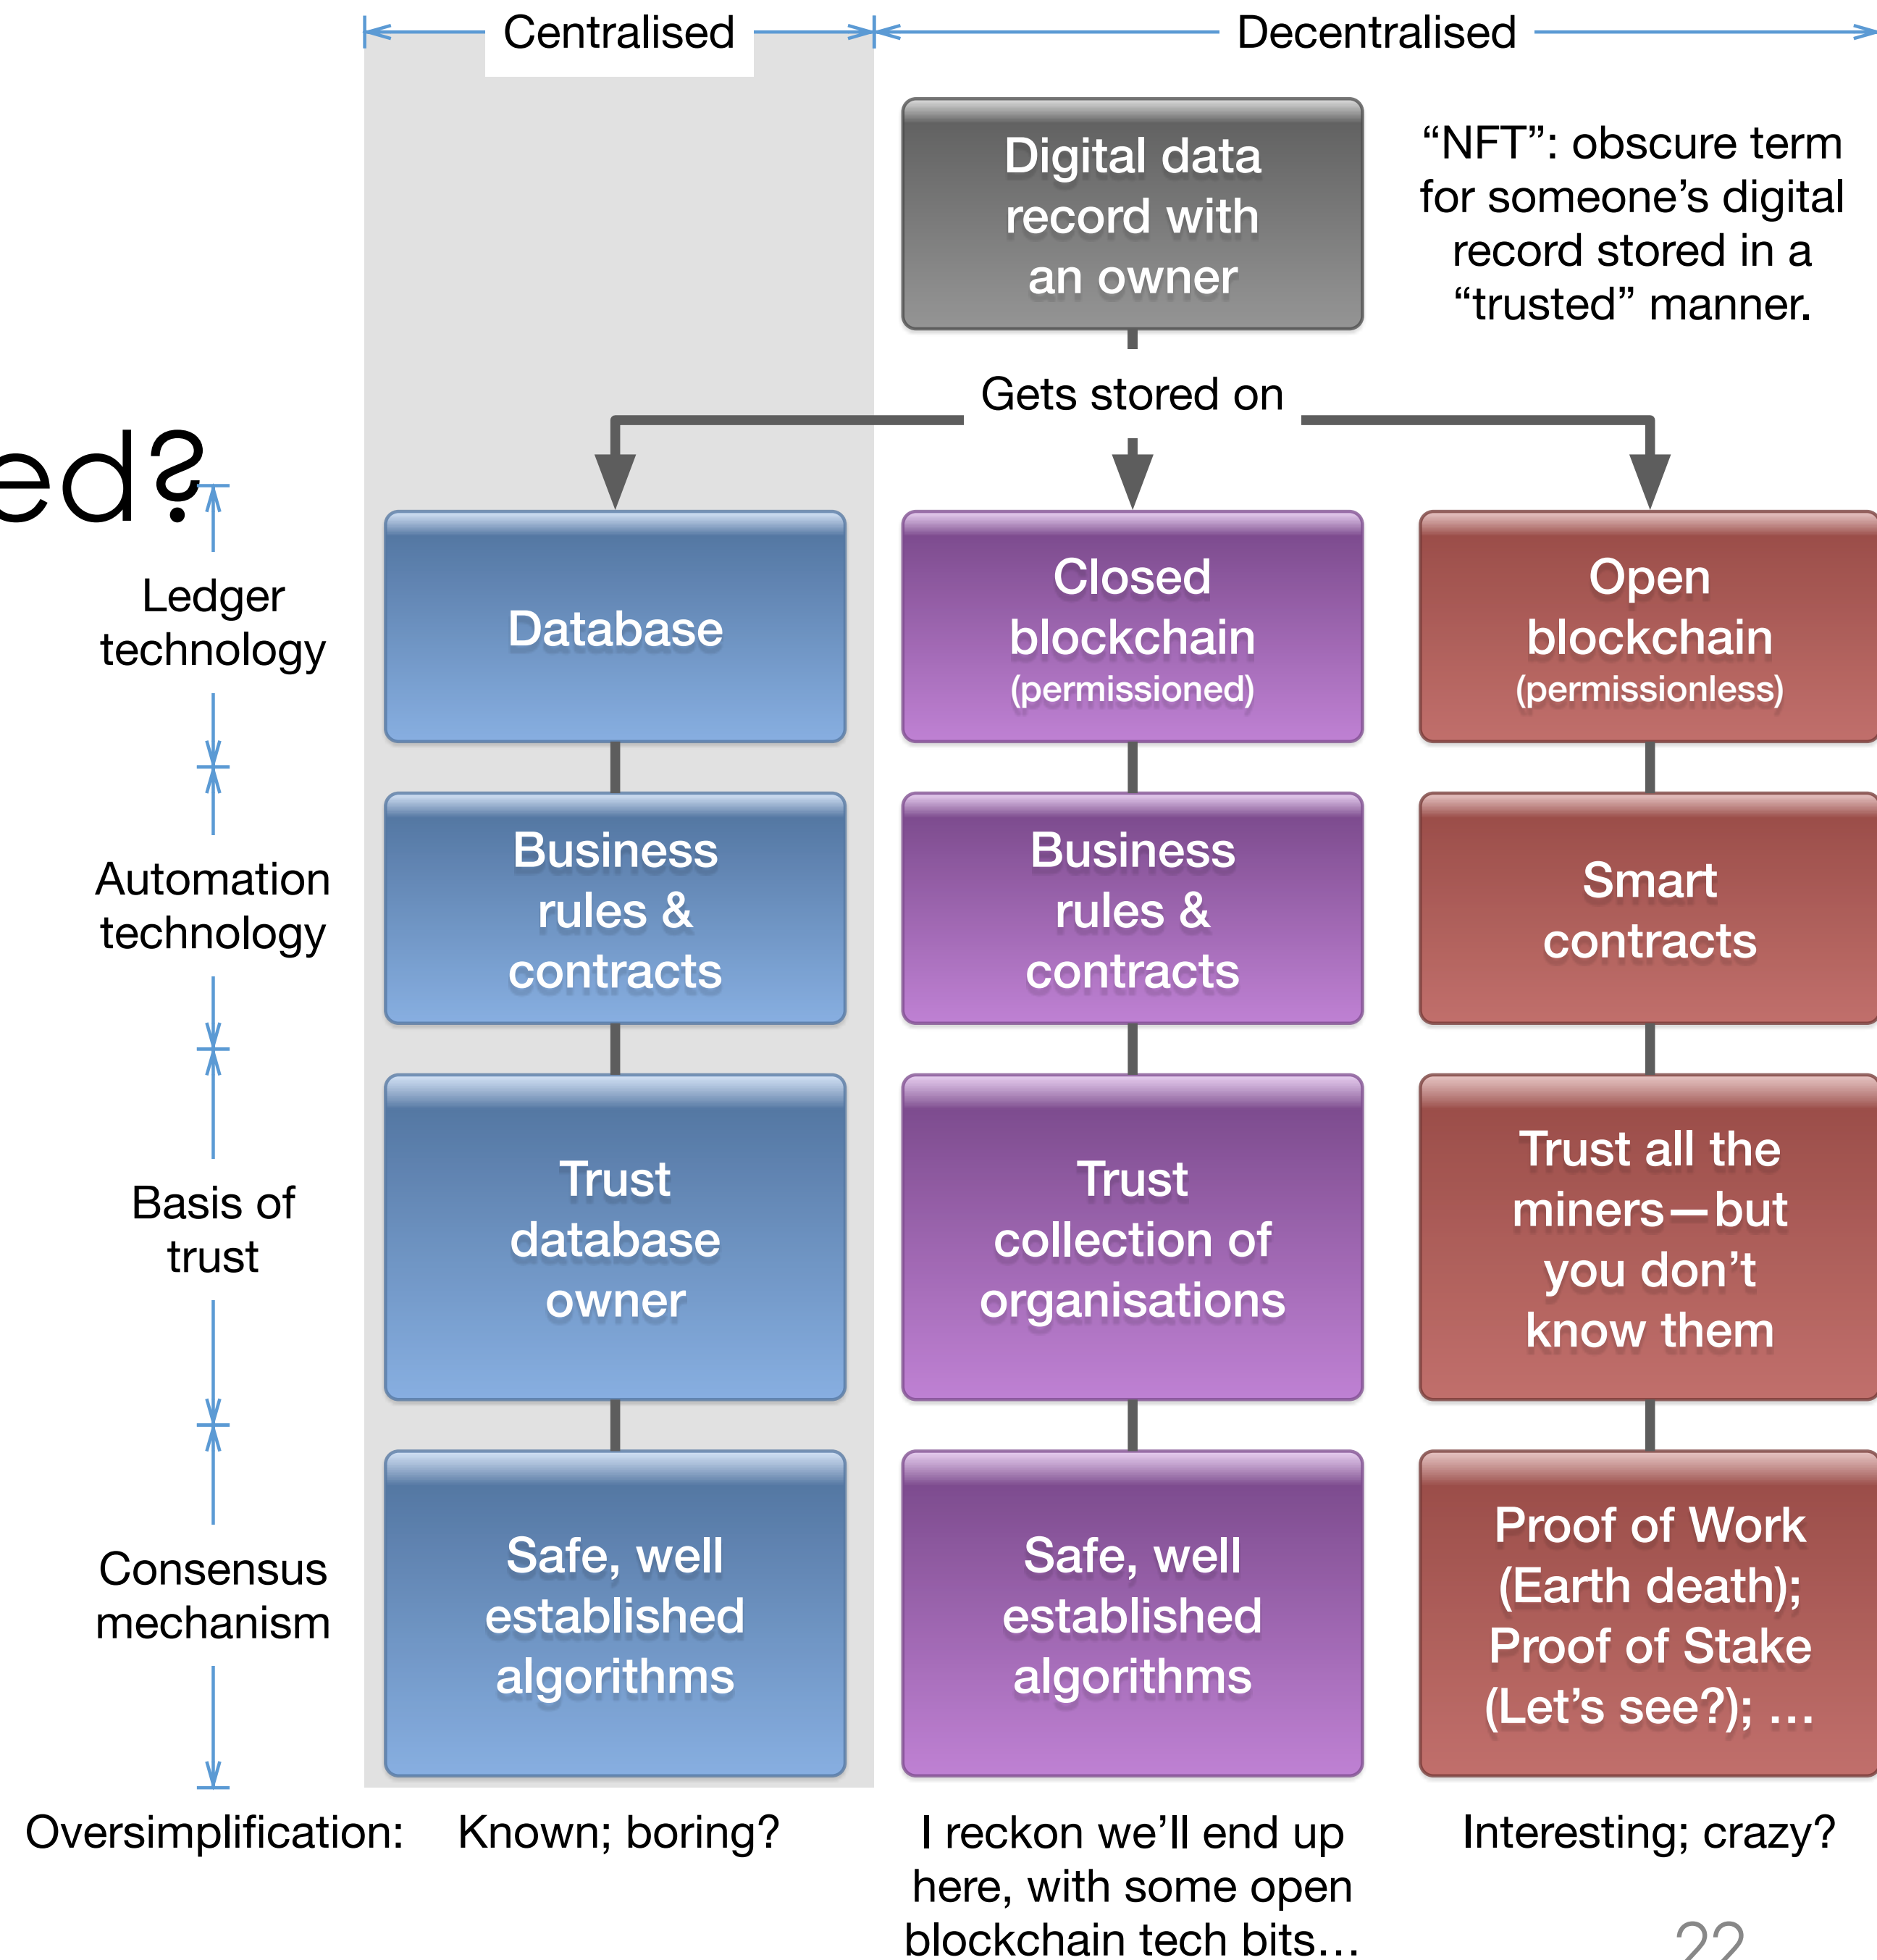 Centralised
Decentralised
Digital data
record with
an owner
“NFT”: obscure term
for someone’s digital
record stored in a
“trusted” manner.
Gets stored on
ed?
Ledger
technology
Database
Closed
blockchain
(permissioned)
Open
blockchain
(permissionless)
Automation
technology
Business
rules &
contracts
Business
rules &
contracts
Smart
contracts
Basis of
trust
Trust
database
owner
Trust
collection of
organisations
Trust all the
miners—but
you don’t
know them
Consensus
mechanism
Safe, well
established
algorithms
Safe, well
established
algorithms
Proof of Work
(Earth death);
Proof of Stake
(Let’s see?); …
Oversimplification:
Known; boring?
I reckon we’ll end up
here, with some open
blockchain tech bits…
Interesting; crazy?
22